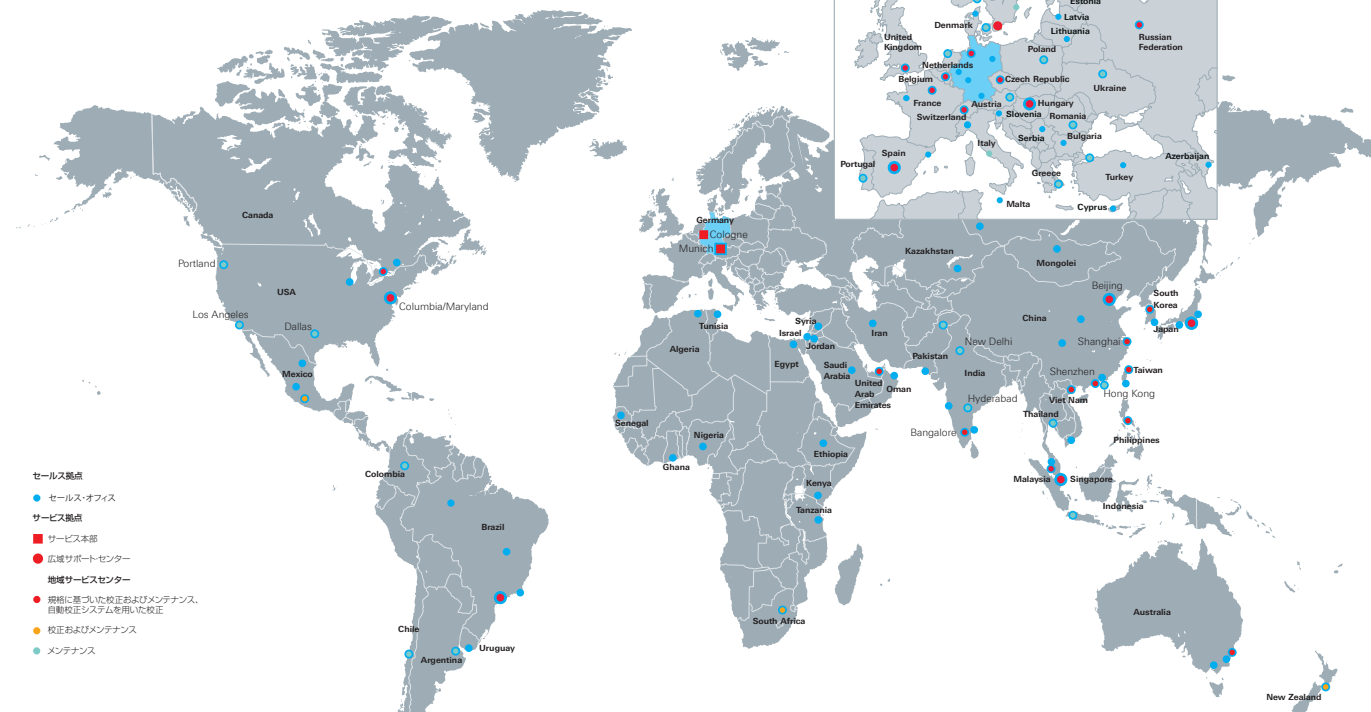 Estonia
Latvia
Denmark
Lithuania
Russian
Federation
United
Kingdom
Poland
Netherlands
Belgium
Czech Republic
Ukraine
France
Austria
Hungary
Switzerland
Slovenia
Romania
Serbia
Bulgaria
Italy
Spain
Portugal
Azerbaijan
Greece
Turkey
Malta
Cyprus
Canada
Germany
Cologne
Munich
Kazakhstan
Mongolei
Portland
USA
Columbia/Maryland
Los Angeles
Dallas
Mexico
Beijing
South
Korea
China
Japan
Shanghai
Tunisia
Syria
Israel
Jordan
Iran
Algeria
Egypt
Saudi
Arabia
United
Arab
Emirates
Oman
Pakistan
New Delhi
India
Shenzhen
Taiwan
Hong Kong
Viet Nam
Hyderabad
Thailand
Bangalore
Philippines
Senegal
Nigeria
Ghana
Ethiopia
Kenya
Tanzania
Malaysia
Singapore
Indonesia
Colombia
Brazil
South Africa
Australia
Chile
Uruguay
Argentina
New Zealand
セールス拠点
セールス・オフィス
サービス拠点
サービス本部
広域サポート・センター
地域サービスセンター
規格に基づいた校正およびメンテナンス、
自動校正システムを用いた校正
校正およびメンテナンス
メンテナンス